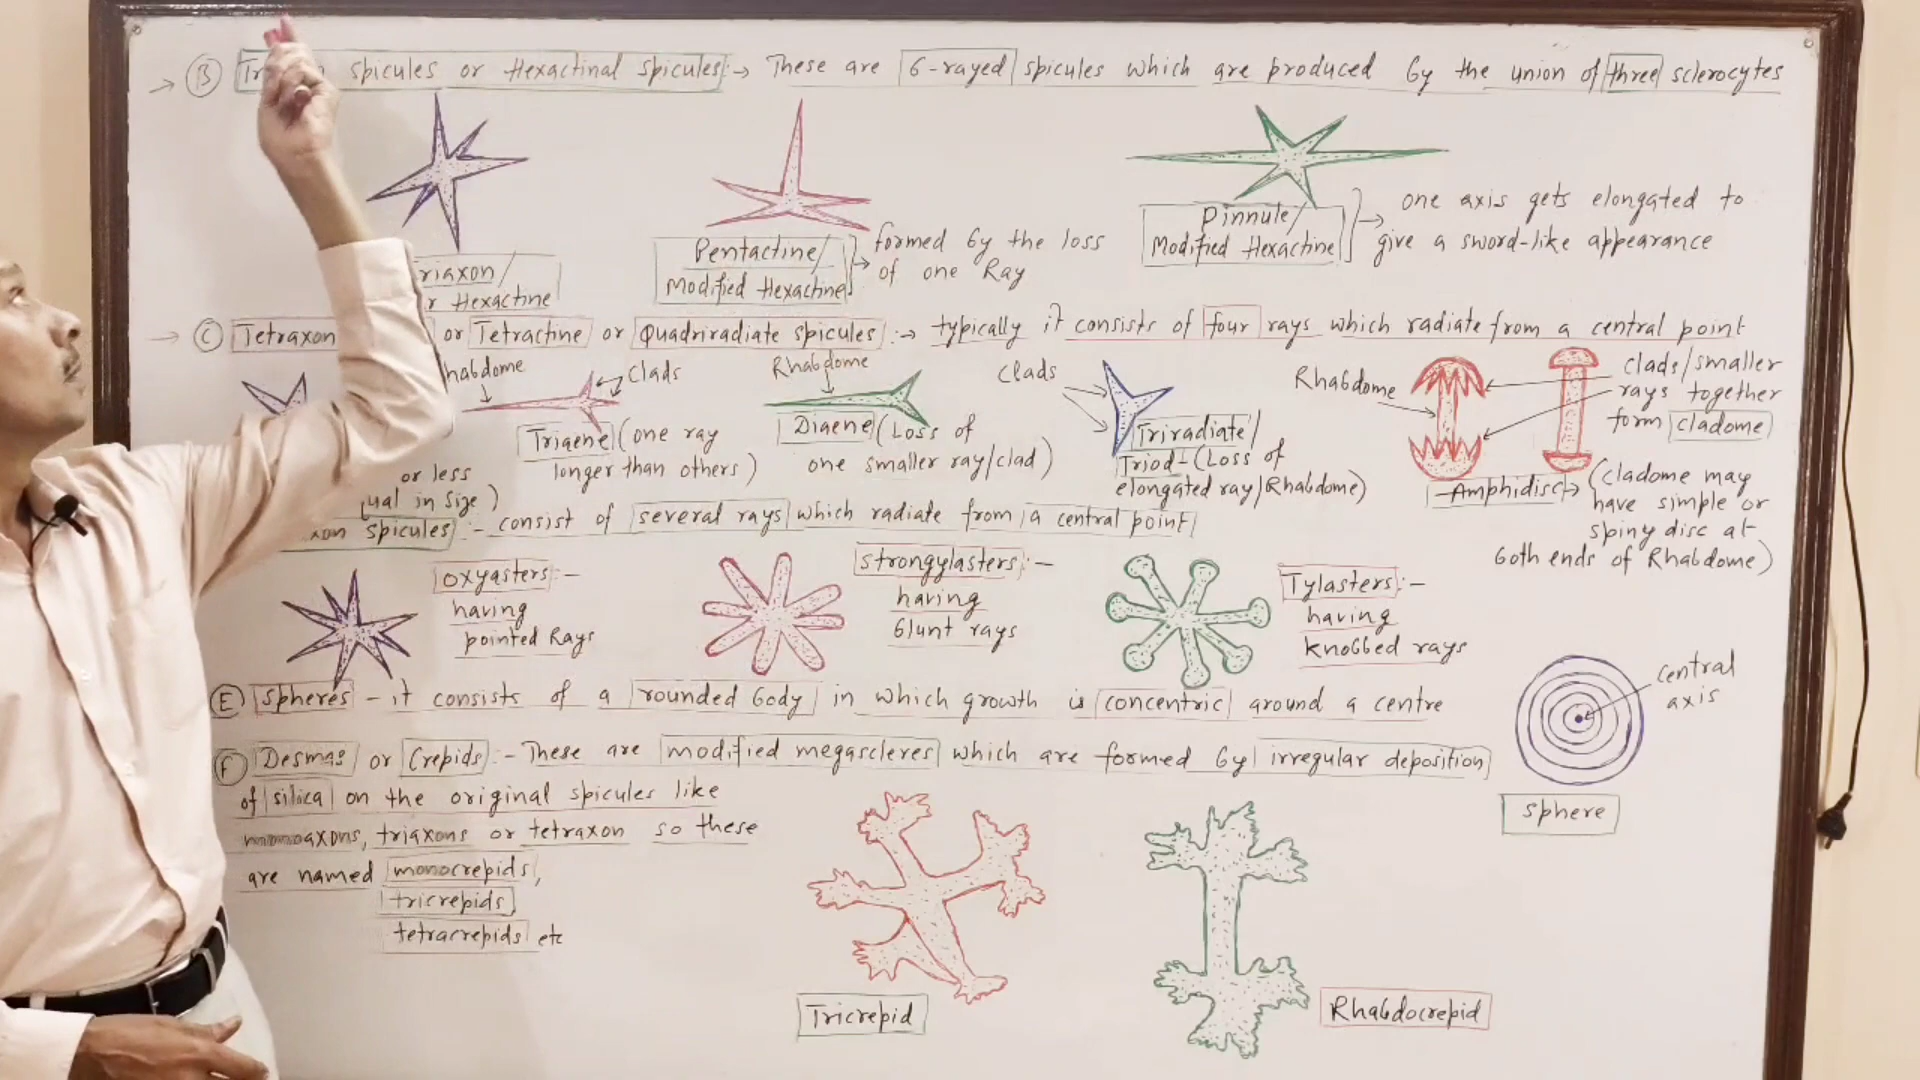 B spicules or Hexactinal spicules :→ These are 6-rayed spicules which are produced by the union of three sclerocytes
Hexactine
Pentactine/
Modified Hexactine
formed by the loss
of one Ray
Pinnule/
Modified Hexactine
one axis gets elongated to
give a sword-like appearance
C Tetraxon or Tetractine or Quadriradiate spicules :→ typically it consists of four rays which radiate from a central point
Clads
Triaene (one ray
longer than others)
Rhabdome
Diaene (Loss of
one smaller ray/clad)
Clads
Triradiate/
Triod-(Loss of
elongated ray/Rhabdome)
Rhabdome
clads/smaller
rays together
form cladome
Amphidisc→ (cladome may
have simple or
spiny disc at
both ends of Rhabdome)
or less
in size)
spicules :- consist of several rays which radiate from a central point
Oxyasters :-
having
pointed Rays
Strongylasters :-
having
blunt rays
Tylasters :-
having
knobbed rays
E Spheres - it consists of a rounded body in which growth is concentric around a centre
central
axis
sphere
F Desmas or Crepids :- These are modified megascleres which are formed by irregular deposition
of silica on the original spicules like
monoaxons, triaxons or tetraxon so these
are named monocrepids,
tricrepids,
tetracrepids etc
Tricrepid
Rhabdocrepid